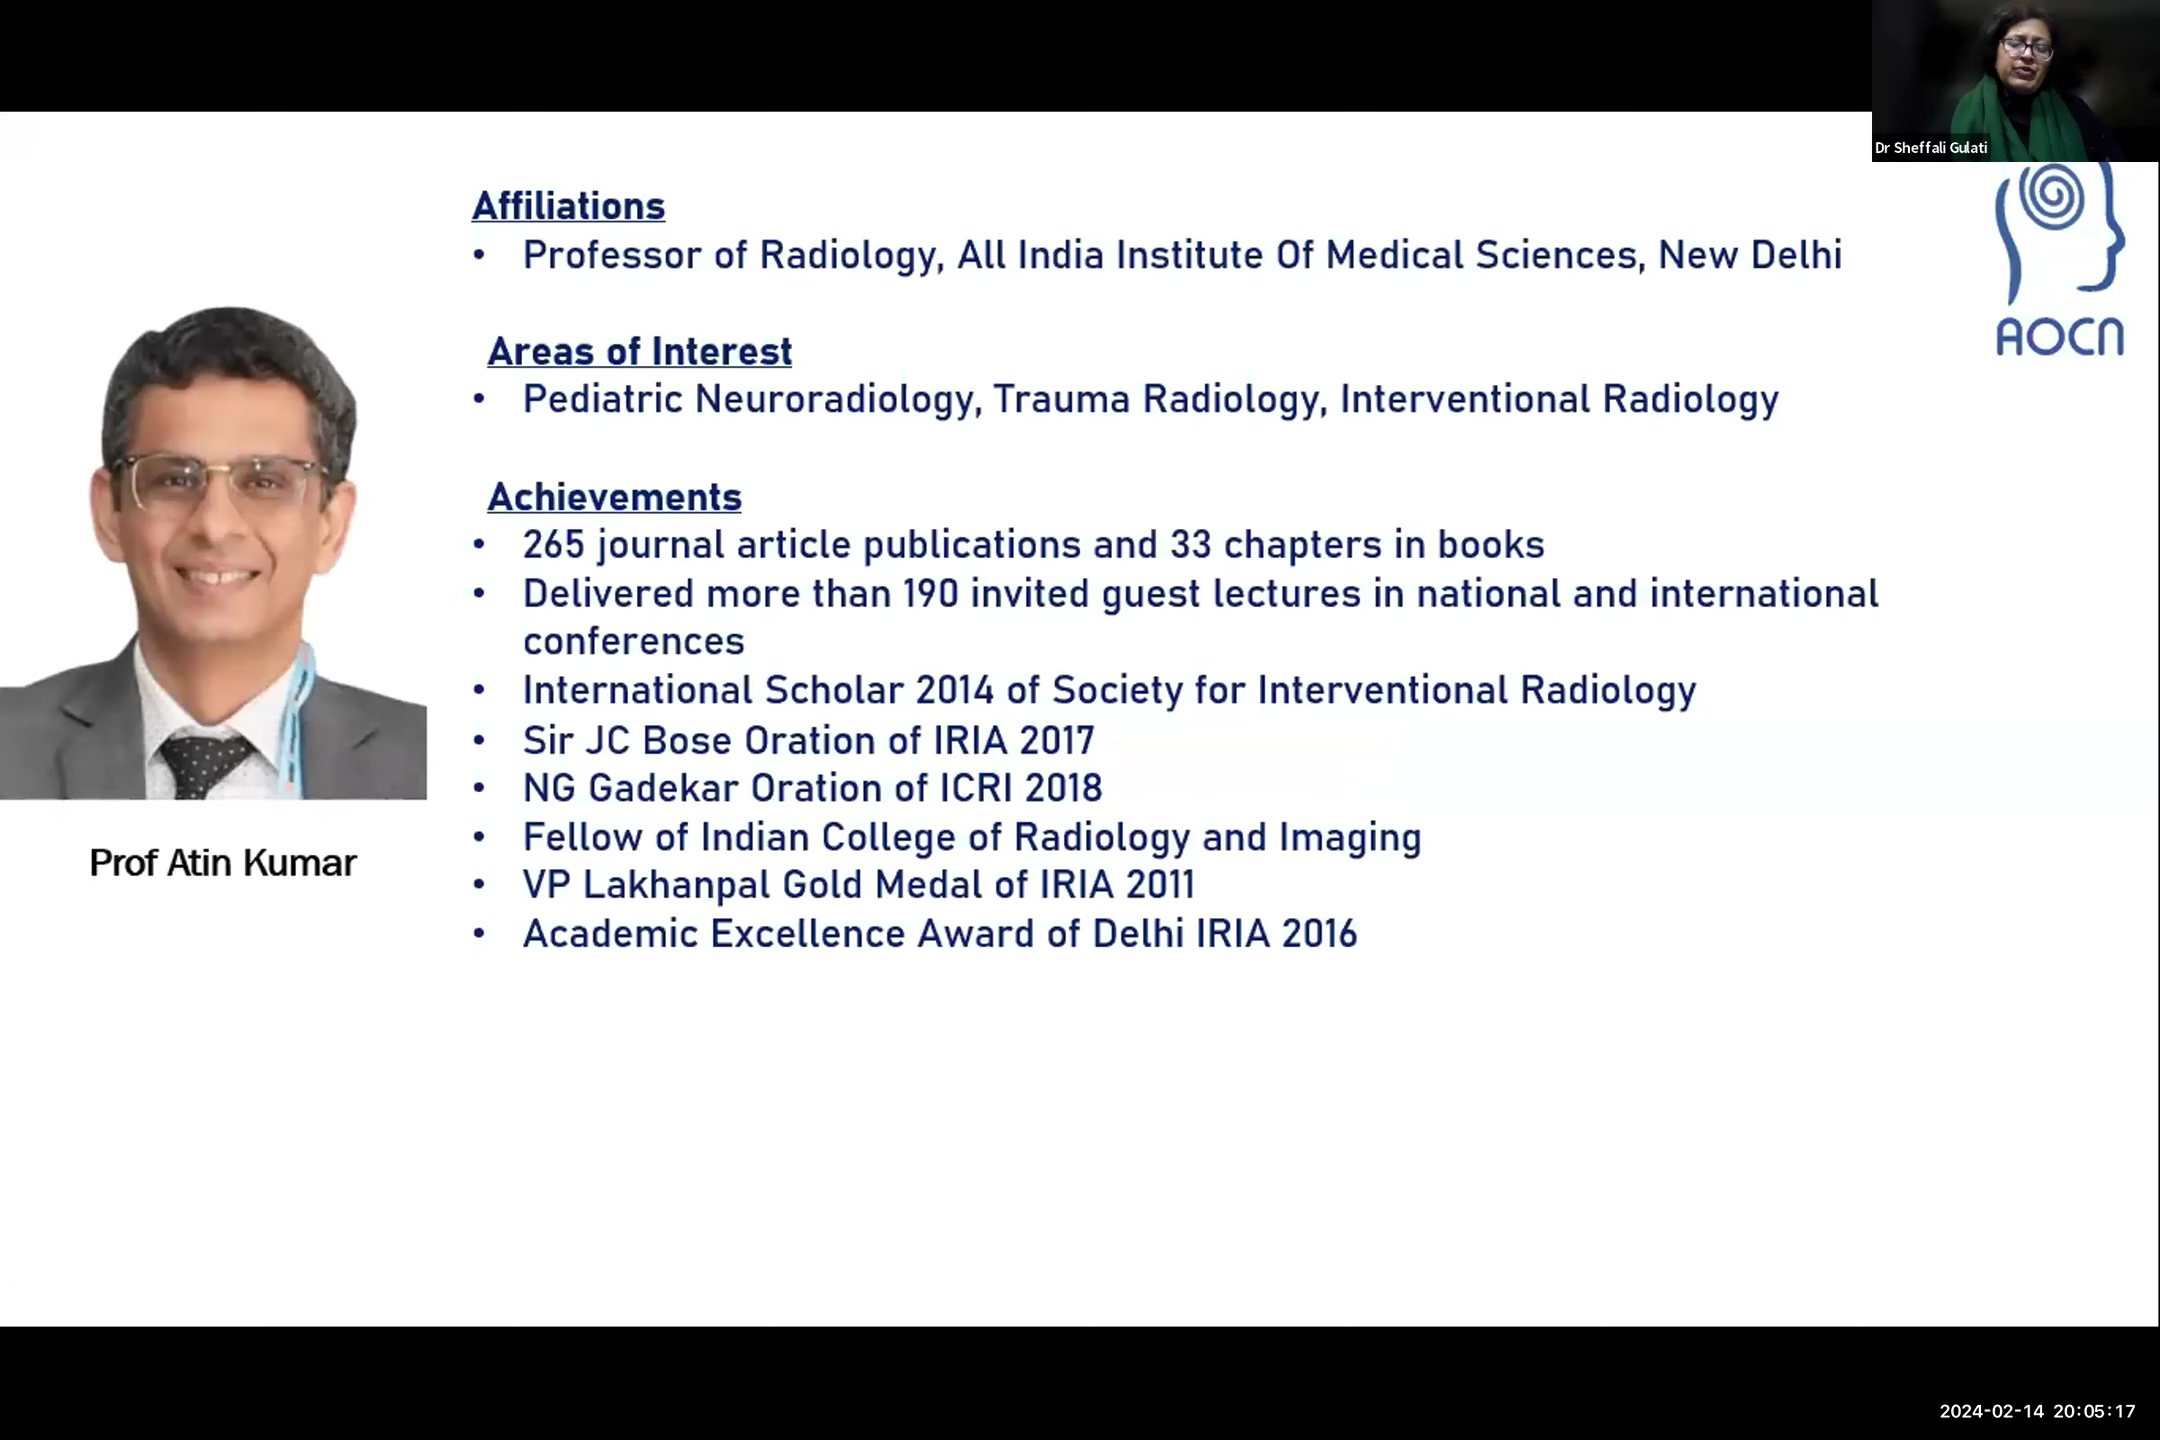 Dr Sheffali Gulati
Affiliations
• Professor of Radiology, All India Institute Of Medical Sciences, New Delhi
AOCN
Areas of Interest
• Pediatric Neuroradiology, Trauma Radiology, Interventional Radiology
Achievements
• 265 journal article publications and 33 chapters in books
• Delivered more than 190 invited guest lectures in national and international
conferences
• International Scholar 2014 of Society for Interventional Radiology
• Sir JC Bose Oration of IRIA 2017
• NG Gadekar Oration of ICRI 2018
• Fellow of Indian College of Radiology and Imaging
• VP Lakhanpal Gold Medal of IRIA 2011
• Academic Excellence Award of Delhi IRIA 2016
Prof Atin Kumar
2024-02-14 20:05:17